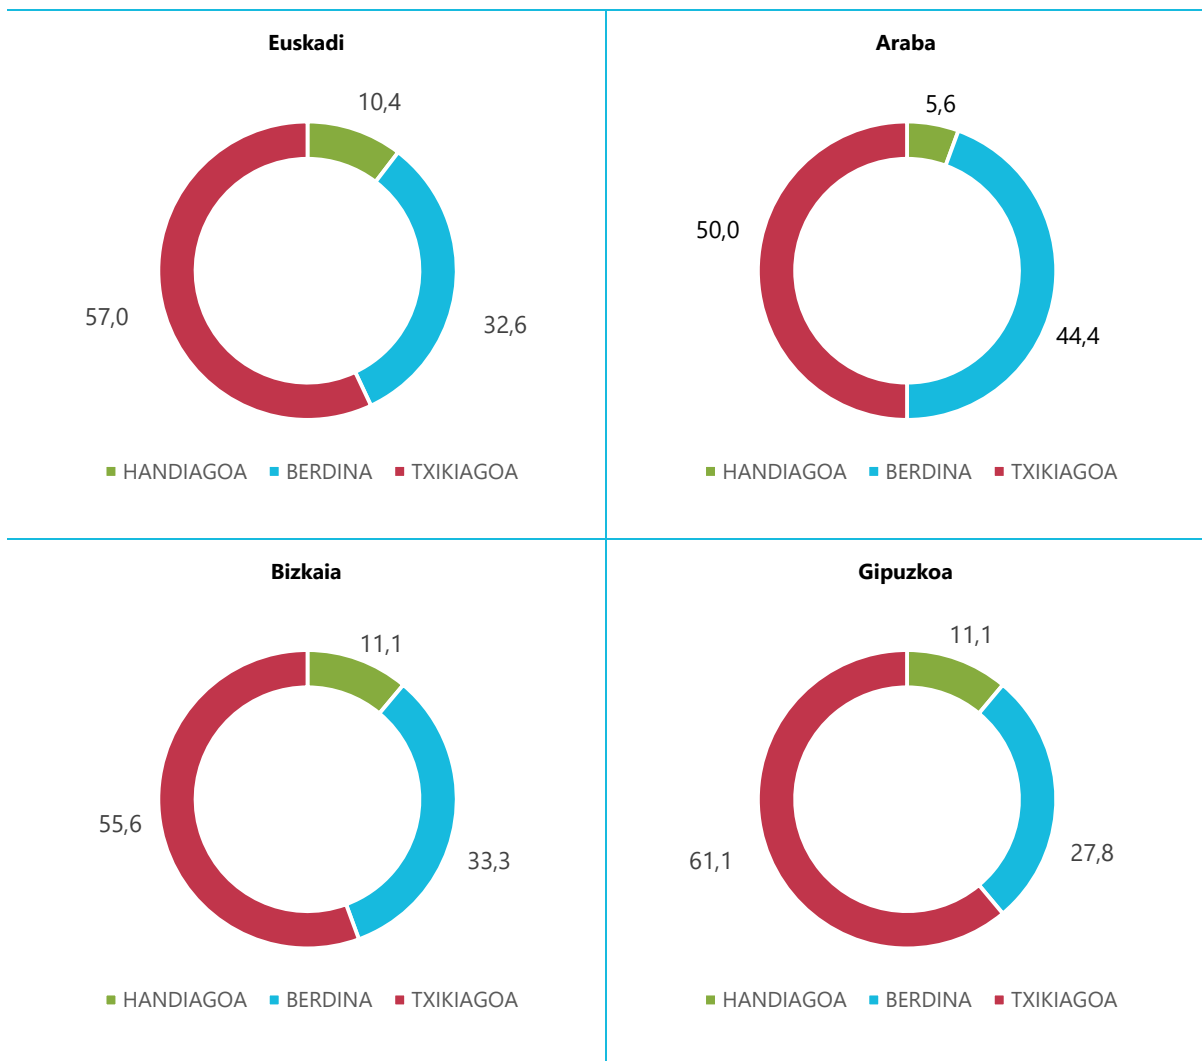 Euskadi
10,4
57,0
32,6
HANDIAGOA BERDINA TXIKIAGOA
Araba
5,6
50,0
44,4
HANDIAGOA BERDINA TXIKIAGOA
Bizkaia
11,1
55,6
33,3
HANDIAGOA BERDINA TXIKIAGOA
Gipuzkoa
11,1
61,1
27,8
HANDIAGOA BERDINA TXIKIAGOA